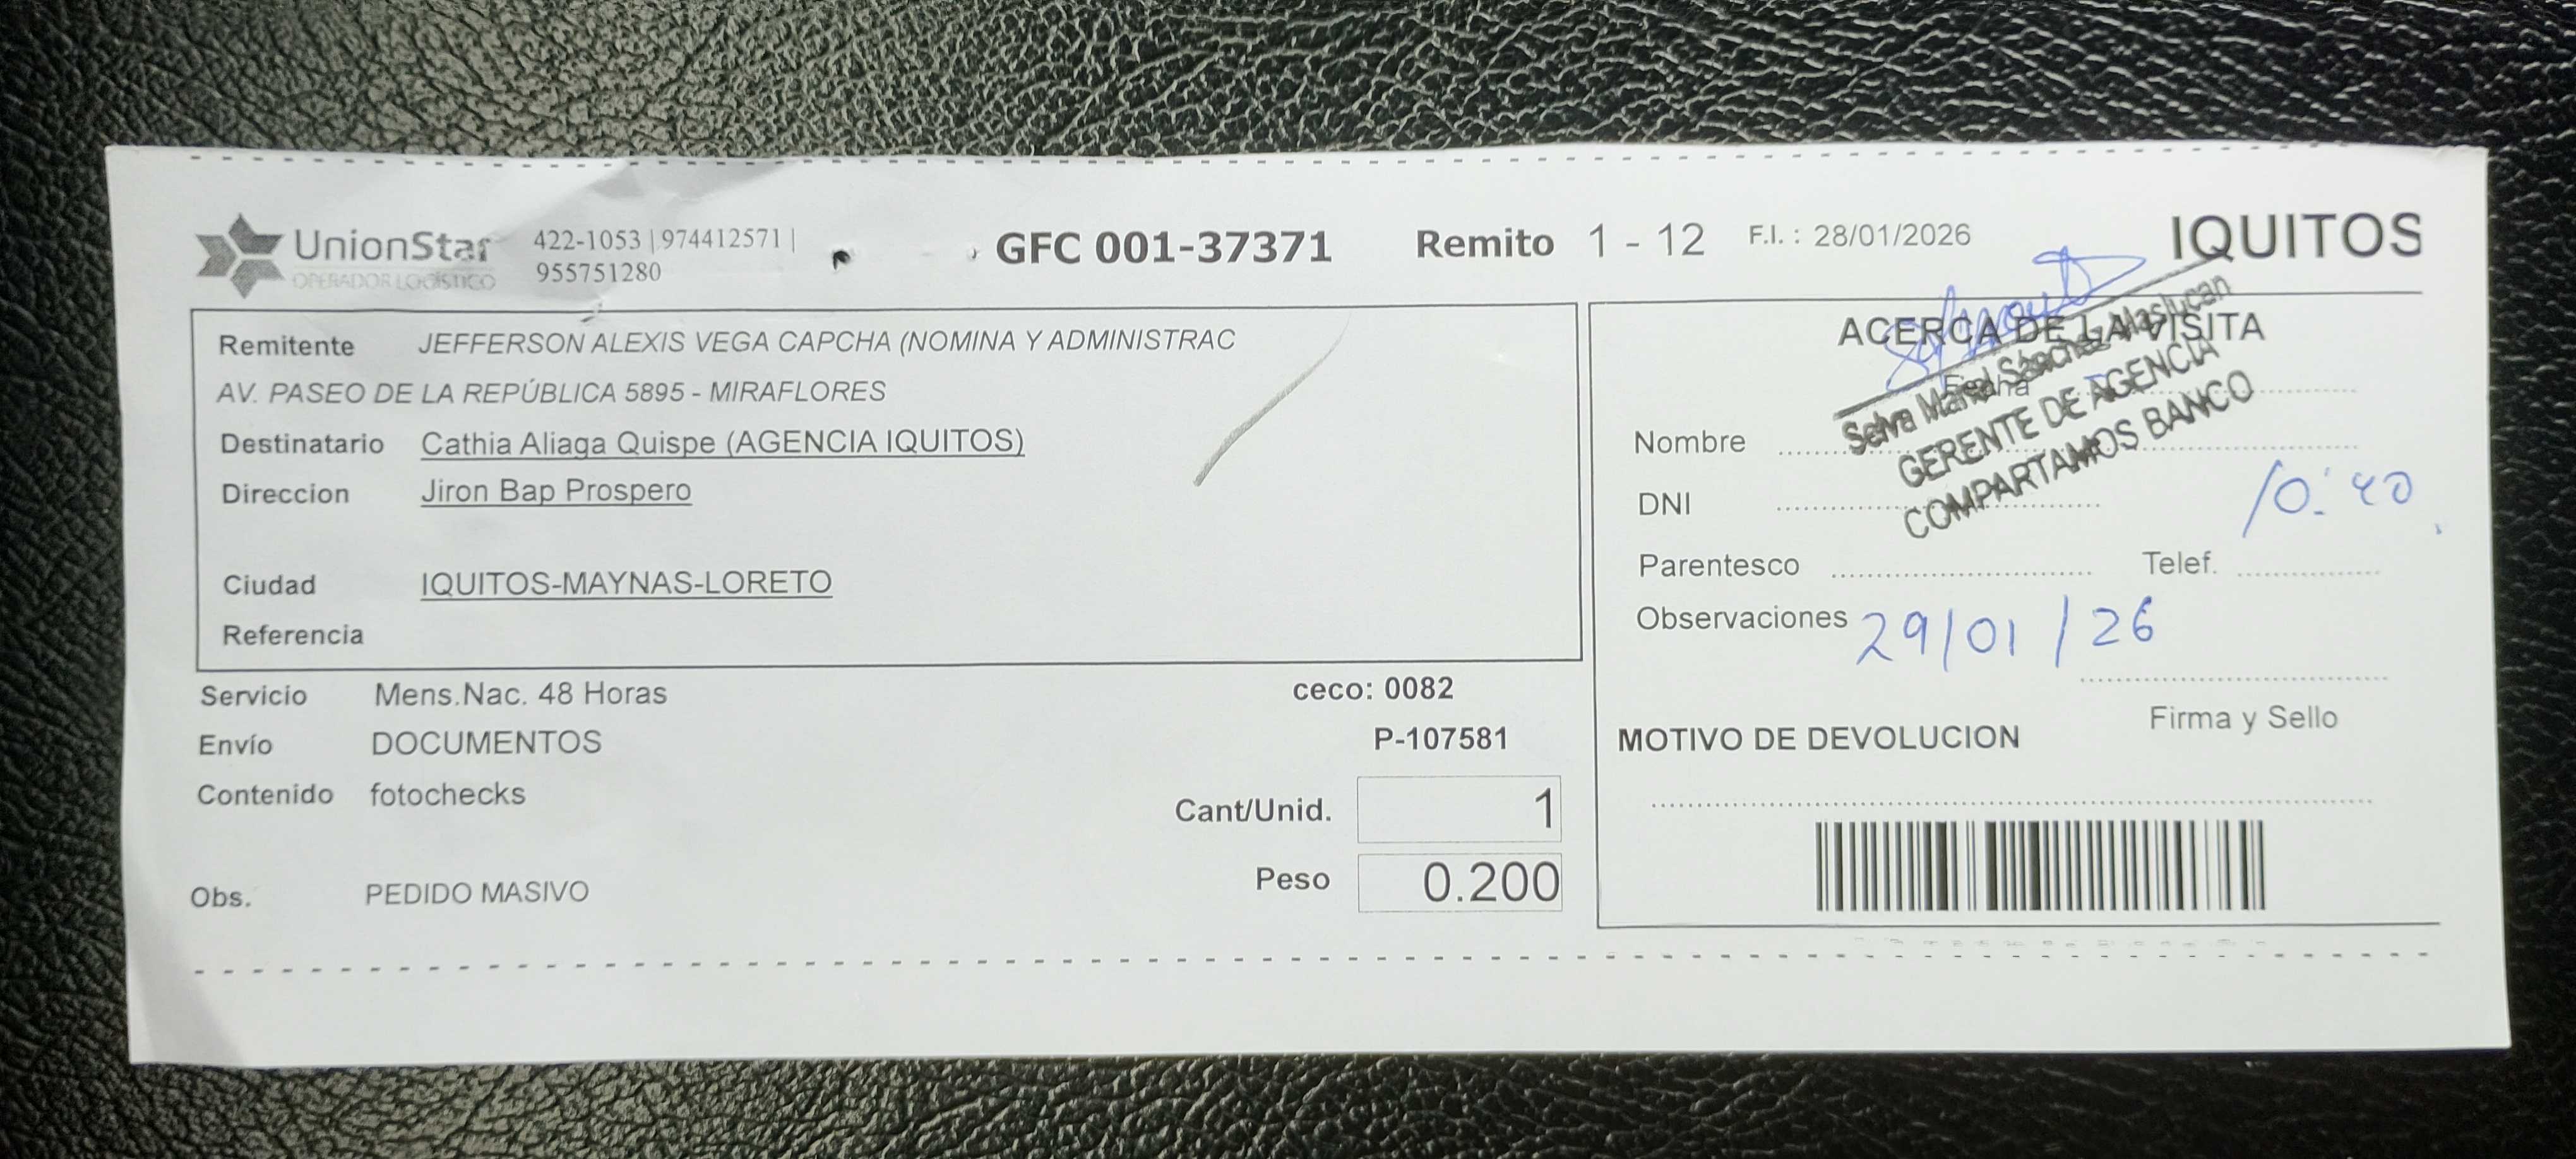 UnionStar
OPERADOR LOGÍSTICO
422-1053 | 974412571 |
955751280
GFC 001-37371
Remito 1 - 12
F.I. : 28/01/2026
IQUITOS
Remitente JEFFERSON ALEXIS VEGA CAPCHA (NOMINA Y ADMINISTRAC
AV. PASEO DE LA REPÚBLICA 5895 - MIRAFLORES
Destinatario Cathia Aliaga Quispe (AGENCIA IQUITOS)
Direccion Jiron Bap Prospero
Ciudad IQUITOS-MAYNAS-LORETO
Referencia
Servicio Mens.Nac. 48 Horas
ceco: 0082
Envío DOCUMENTOS
P-107581
Contenido fotochecks
Cant/Unid. 1
Peso 0.200
Obs. PEDIDO MASIVO
ACERCA DE LA VISITA
Fecha
Selva Sánchez Maslucan
GERENTE DE AGENCIA
COMPARTAMOS BANCO
Nombre
DNI
10:40
Parentesco Telef.
Observaciones 29/01/26
Firma y Sello
MOTIVO DE DEVOLUCION